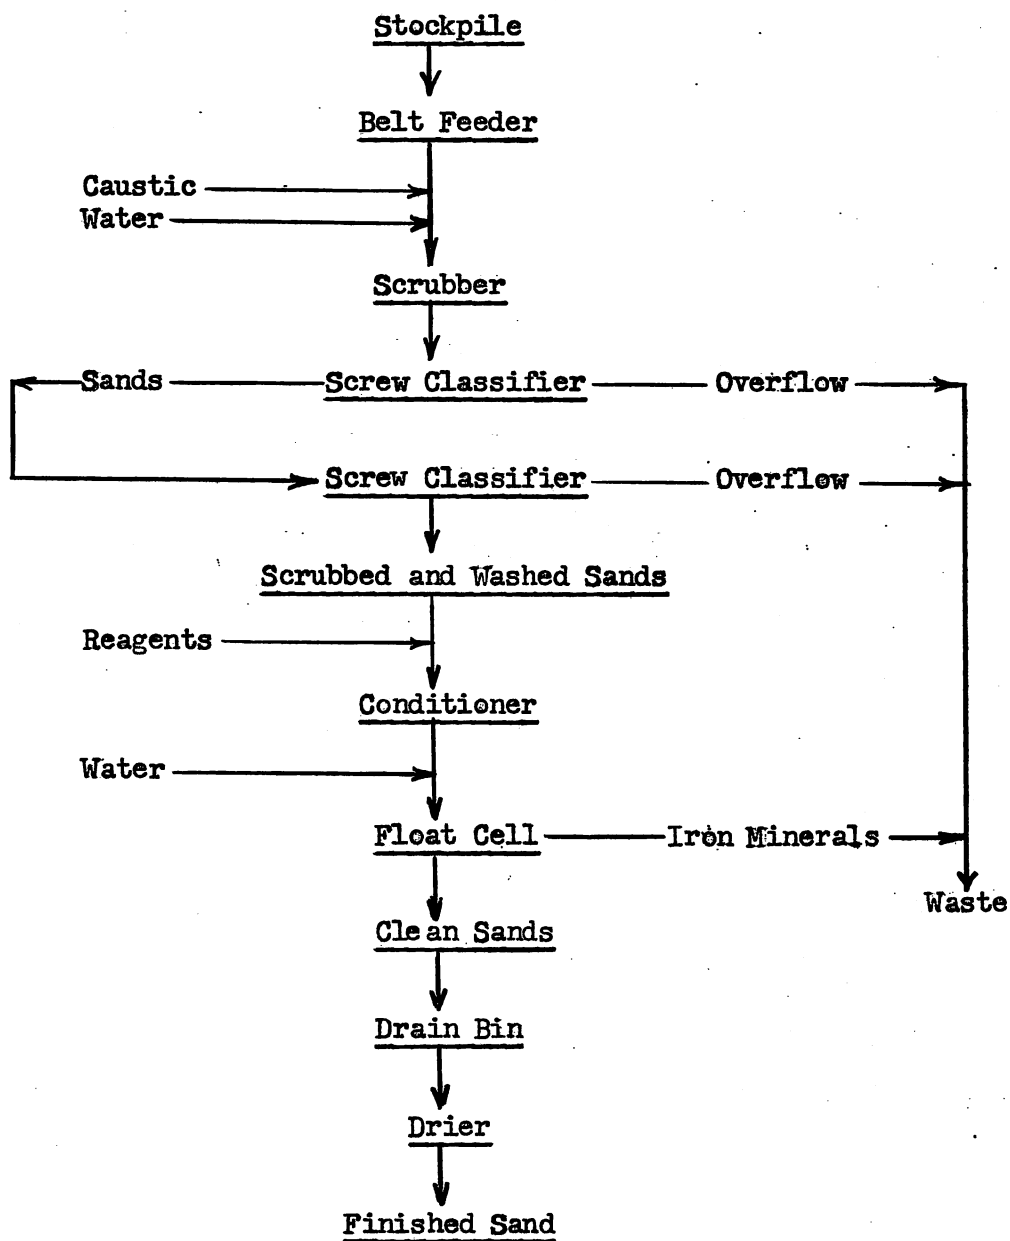 Stockpile
Belt Feeder
Caustic
Water
Scrubber
Sands Screw Classifier Overflow
Screw Classifier Overflow
Scrubbed and Washed Sands
Reagents
Conditioner
Water
Float Cell Iron Minerals
Waste
Clean Sands
Drain Bin
Drier
Finished Sand